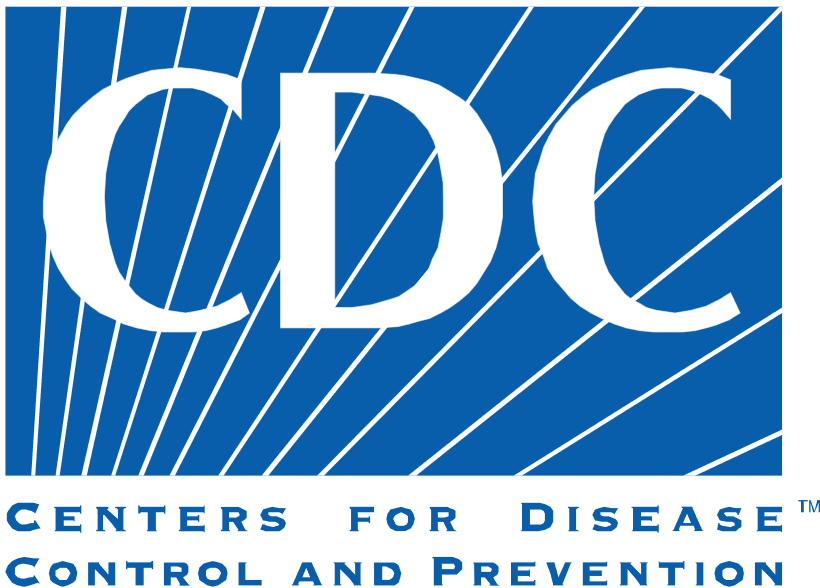 CDC
CENTERS FOR DISEASE™
CONTROL AND PREVENTION